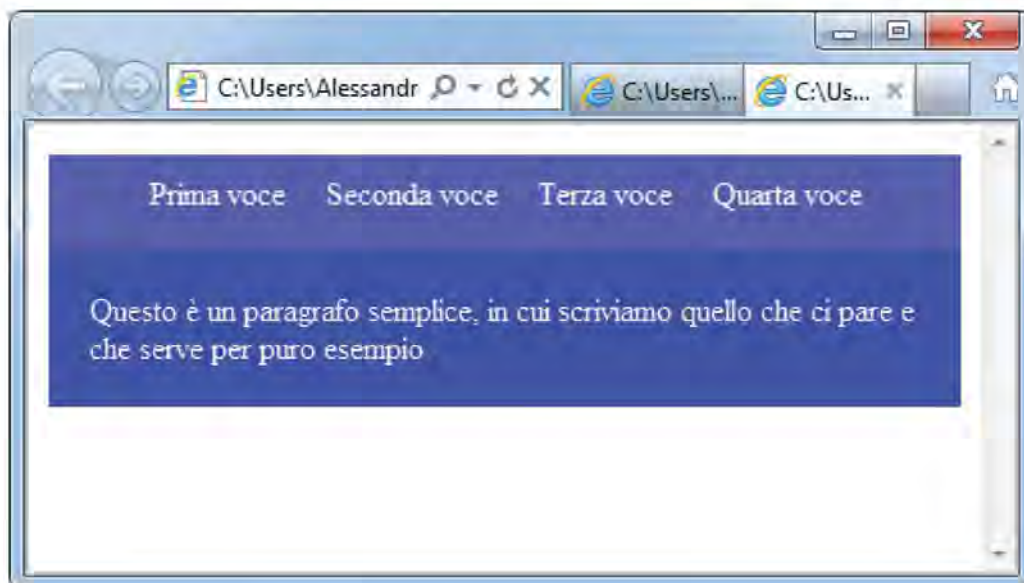 C:\Users\Alessandr
C:\Users\...
C:\Us...
Prima voce Seconda voce Terza voce Quarta voce
Questo è un paragrafo semplice, in cui scriviamo quello che ci pare e
che serve per puro esempio